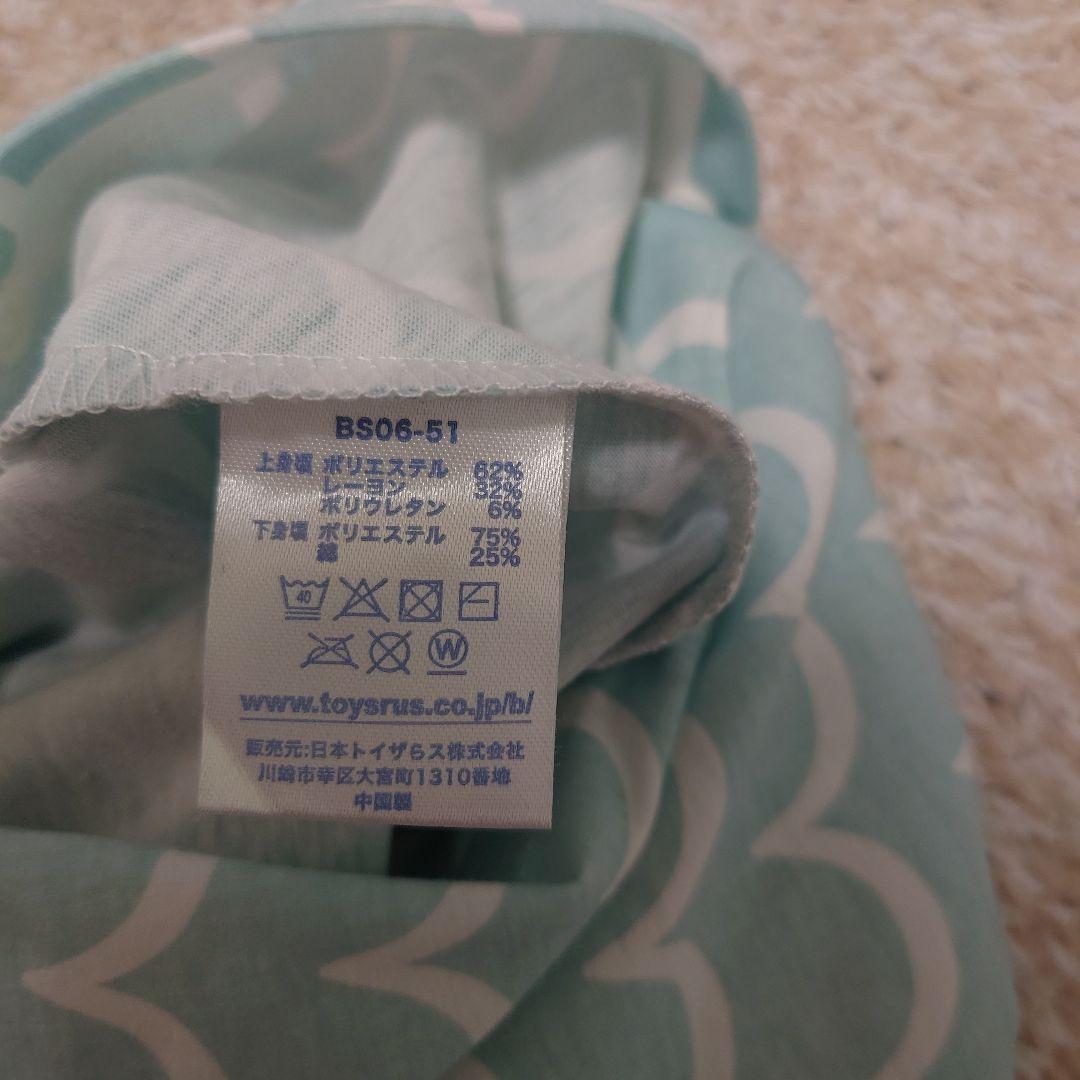 BS06-51
上身頃 ポリエステル 62%
レーヨン 32%
ポリウレタン 6%
下身頃 ポリエステル 75%
綿 25%
40
W
www.toysrus.co.jp/b/
販売元:日本トイザらス株式会社
川崎市幸区大宮町1310番地
中国製